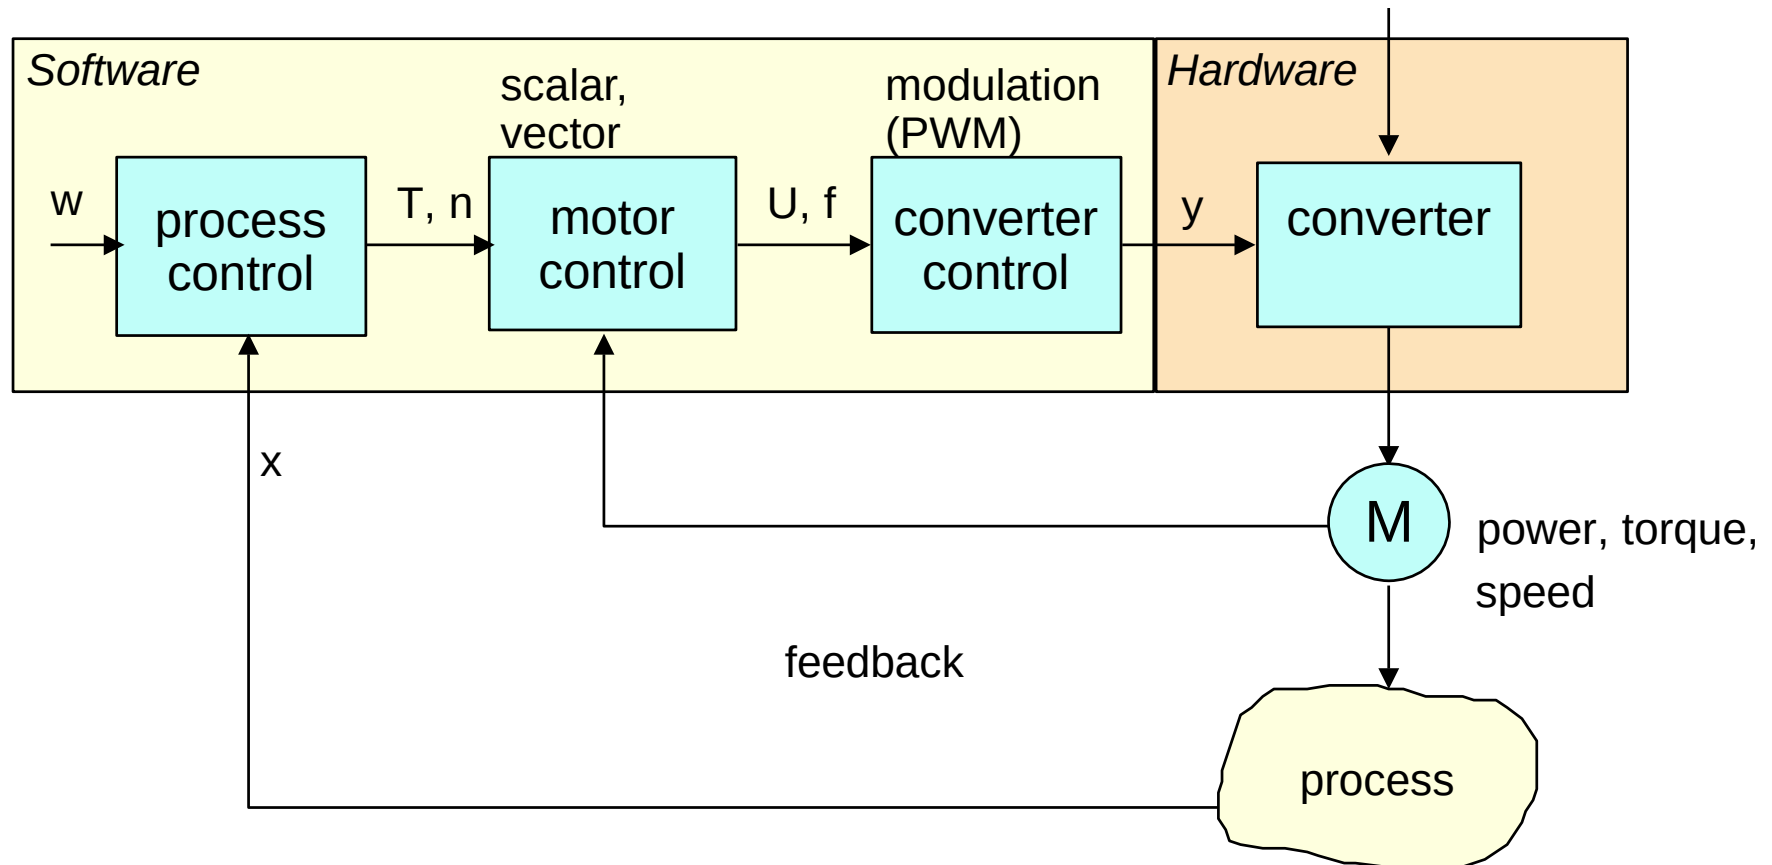 Software
scalar,
vector
modulation
(PWM)
Hardware
w
process
control
T, n
motor
control
U, f
converter
control
y
converter
x
M
power, torque,
speed
feedback
process